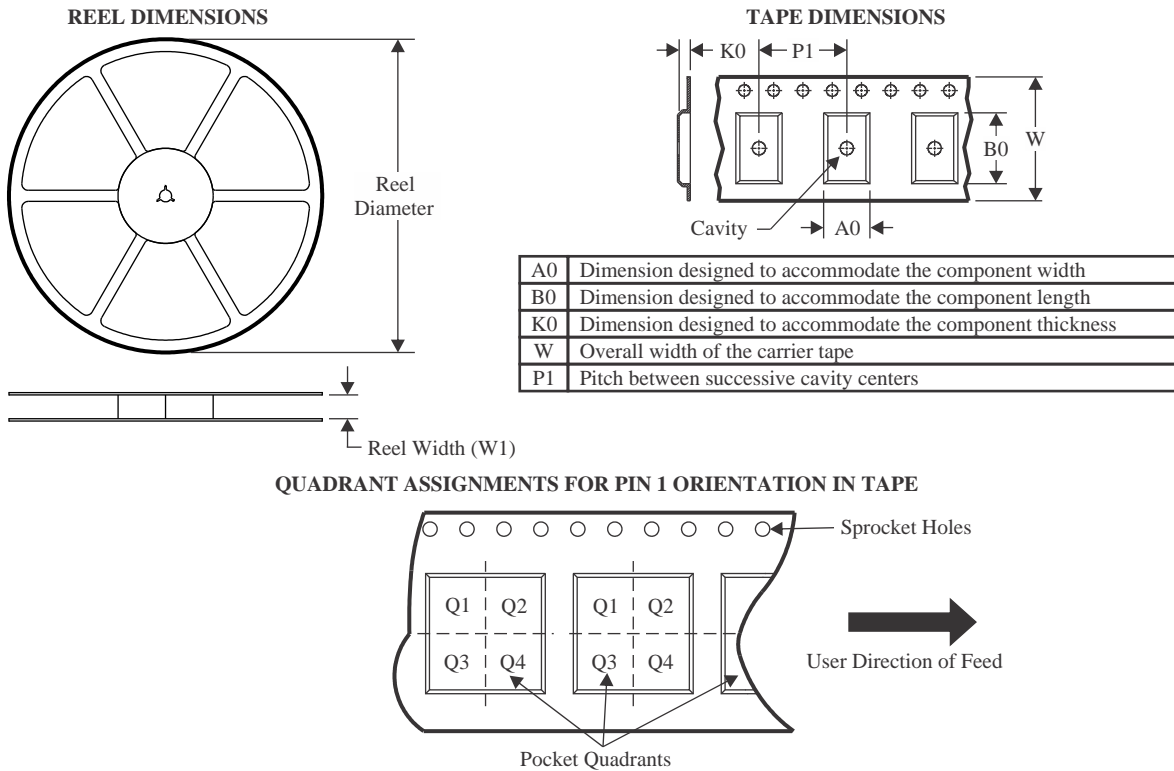 REEL DIMENSIONS
Reel
Diameter
Reel Width (W1)
TAPE DIMENSIONS
K0
P1
B0
W
Cavity
A0
A0 Dimension designed to accommodate the component width
B0 Dimension designed to accommodate the component length
K0 Dimension designed to accommodate the component thickness
W Overall width of the carrier tape
P1 Pitch between successive cavity centers
QUADRANT ASSIGNMENTS FOR PIN 1 ORIENTATION IN TAPE
Sprocket Holes
Q1 Q2 Q1 Q2
Q3 Q4 Q3 Q4
User Direction of Feed
Pocket Quadrants